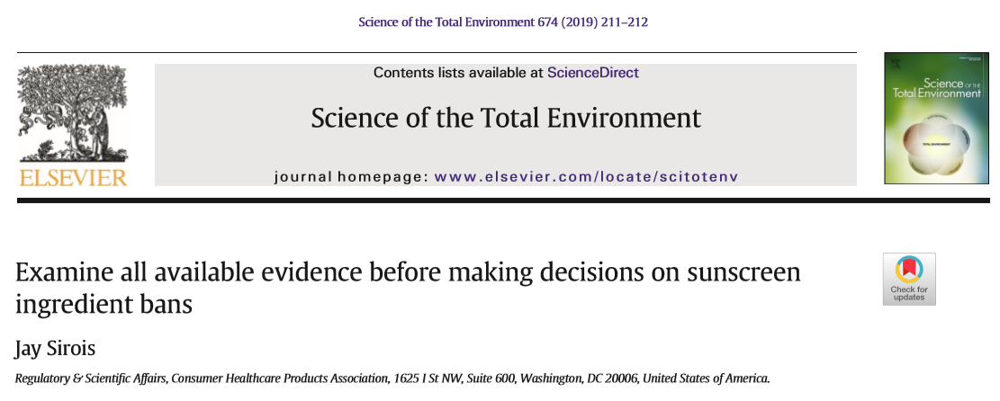 Science of the Total Environment 674 (2019) 211–212
Contents lists available at ScienceDirect
Science of the Total Environment
journal homepage: www.elsevier.com/locate/scitotenv
ELSEVIER
Science OF THE
Total Environment
TOTAL ENVIRONMENT
Examine all available evidence before making decisions on sunscreen
ingredient bans
Check for
updates
Jay Sirois
Regulatory & Scientific Affairs, Consumer Healthcare Products Association, 1625 I St NW, Suite 600, Washington, DC 20006, United States of America.